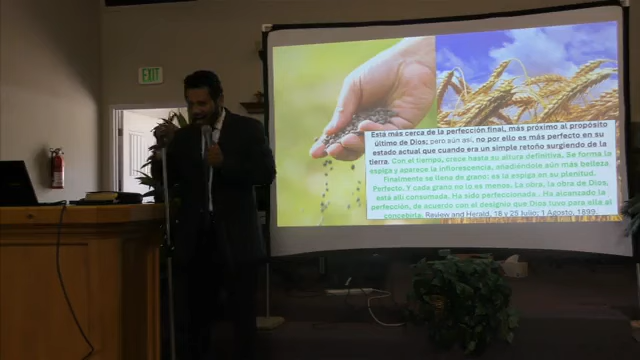 EXIT
Está más cerca de la perfección final, más próximo al propósito
último de Dios; pero aún así, no por ello es más perfecto en su
estado actual que cuando era un simple retoño surgiendo de la
tierra. Con el tiempo, crece hasta su altura definitiva. Se forma la
espiga y aparece la inflorescencia, añadiéndole aún más belleza.
Finalmente se llena de grano: es la espiga en su plenitud.
Perfecto. Y cada grano no lo es menos. La obra, la obra de Dios,
está allí consumada. Ha sido perfeccionada. Ha alcanzado la
perfección, de acuerdo con el designio que Dios tuvo para ella al
concebirla. Review and Herald, 18 y 25 Julio; 1 Agosto, 1899.